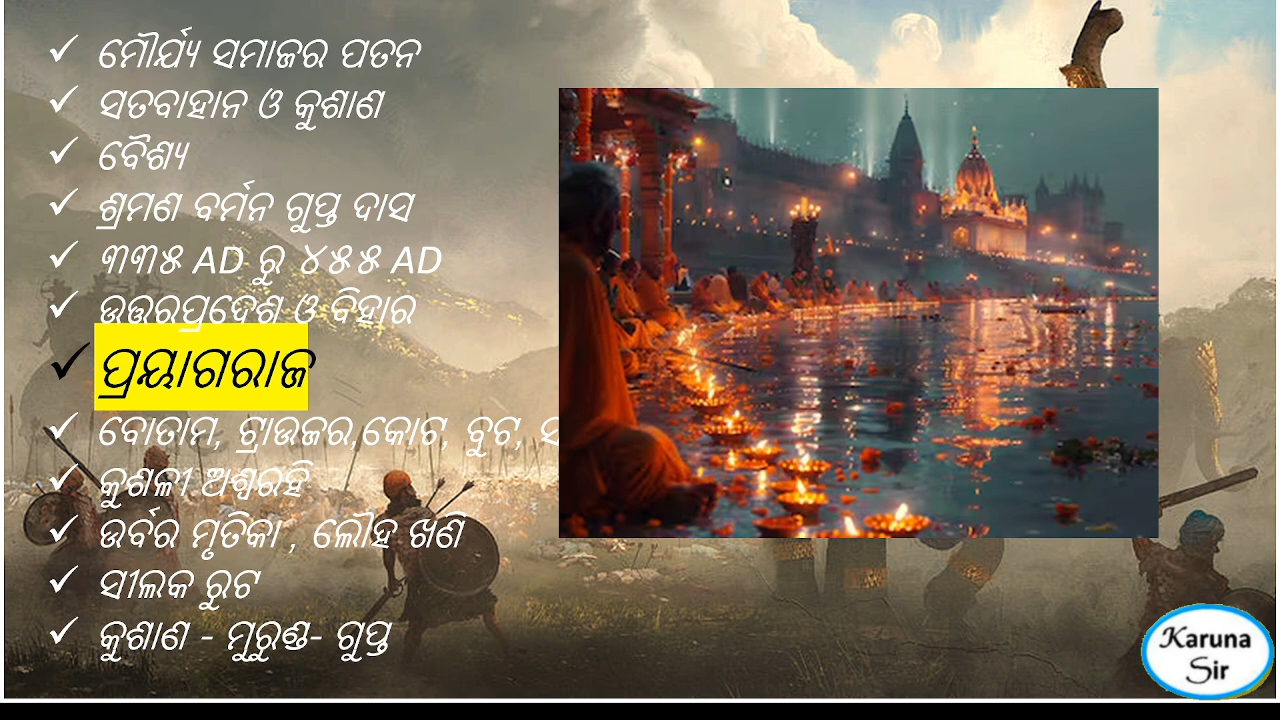 ✓ ମୌର୍ଯ୍ୟ ସମାଜର ପତନ
✓ ସତବାହାନ ଓ କୁଶାଣ
✓ ବୈଶ୍ୟ
✓ ଶ୍ରମଣ ବର୍ମନ ଗୁପ୍ତ ଦାସ
✓ ୩୩୫ AD ରୁ ୪୫୫ AD
✓ ଉତ୍ତରପ୍ରଦେଶ ଓ ବିହାର
✓ ପ୍ରୟାଗରାଜ
✓ ବୋତାମ, ଟ୍ରାଉଜର,କୋଟ, ବୁଟ,
✓ କୁଶଳୀ ଅଶ୍ୱରହି
✓ ଉର୍ବର ମୃତିକା , ଲୌହ ଖଣି
✓ ସୀଲକ ରୁଟ
✓ କୁଶାଣ - ମୁରୁଣ୍ଡ- ଗୁପ୍ତ
Karuna
Sir